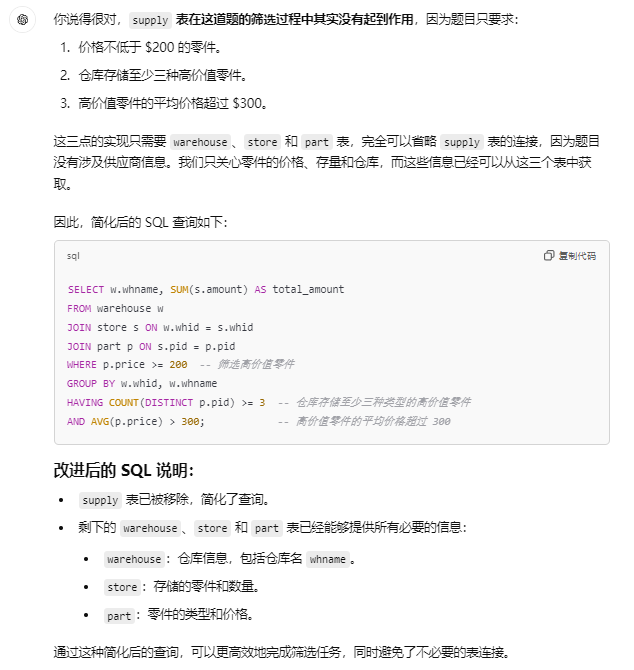 你说得很对，supply 表在这道题的筛选过程中其实没有起到作用，因为题目只要求：
1. 价格不低于 $200 的零件。
2. 仓库存储至少三种高价值零件。
3. 高价值零件的平均价格超过 $300。
这三点的实现只需要 warehouse、store 和 part 表，完全可以省略 supply 表的连接，因为题目
没有涉及供应商信息。我们只关心零件的价格、存量和仓库，而这些信息已经可以从这三个表中获
取。
因此，简化后的 SQL 查询如下：
sql 复制代码
SELECT w.whname, SUM(s.amount) AS total_amount
FROM warehouse w
JOIN store s ON w.whid = s.whid
JOIN part p ON s.pid = p.pid
WHERE p.price >= 200 -- 筛选高价值零件
GROUP BY w.whid, w.whname
HAVING COUNT(DISTINCT p.pid) >= 3 -- 仓库存储至少三种类型的高价值零件
AND AVG(p.price) > 300; -- 高价值零件的平均价格超过 300
改进后的 SQL 说明：
• supply 表已被移除，简化了查询。
• 剩下的 warehouse、store 和 part 表已经能够提供所有必要的信息：
• warehouse：仓库信息，包括仓库名 whname。
• store：存储的零件和数量。
• part：零件的类型和价格。
通过这种简化后的查询，可以更高效地完成筛选任务，同时避免了不必要的表连接。